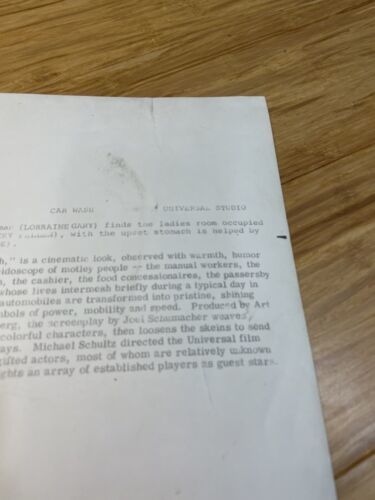 CAR WASH UNIVERSAL STUDIO
(LORRAINE GARY) finds the ladies room occupied
with the upset stomach is helped by
h," is a cinematic look, observed with warmth, humor
eidoscope of motley people -- the manual workers, the
, the cashier, the food concessionaires, the passersby
whose lives intermesh briefly during a typical day in
automobiles are transformed into pristine, shining
mbols of power, mobility and speed. Produced by Art
erg, the screenplay by Joel Schumacher weaves,
colorful characters, then loosens the skeins to send
ays. Michael Schultz directed the Universal film
gifted actors, most of whom are relatively unknown
ghts an array of established players as guest stars.